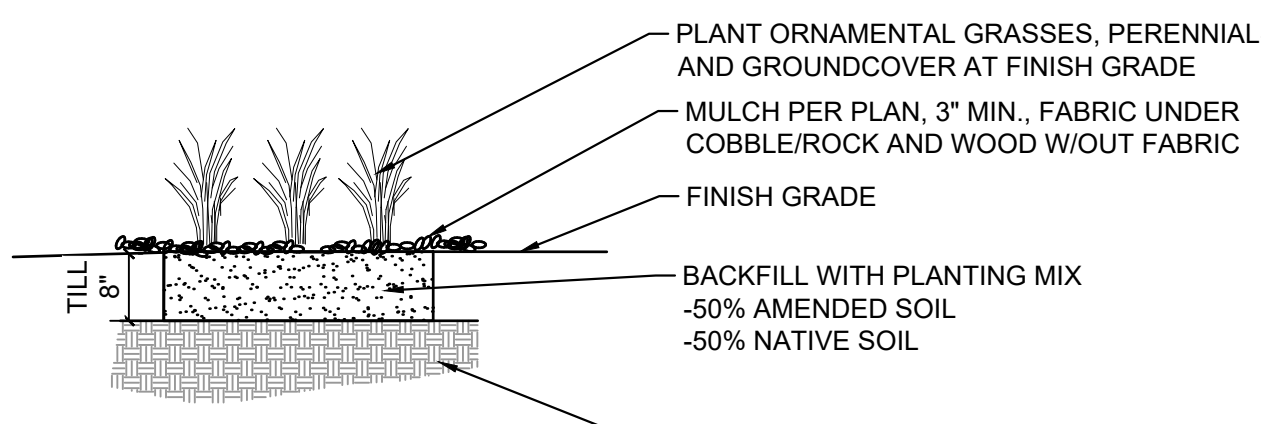 PLANT ORNAMENTAL GRASSES, PERENNIAL
AND GROUNDCOVER AT FINISH GRADE
MULCH PER PLAN, 3" MIN., FABRIC UNDER
COBBLE/ROCK AND WOOD W/OUT FABRIC
FINISH GRADE
TILL
8"
BACKFILL WITH PLANTING MIX
-50% AMENDED SOIL
-50% NATIVE SOIL